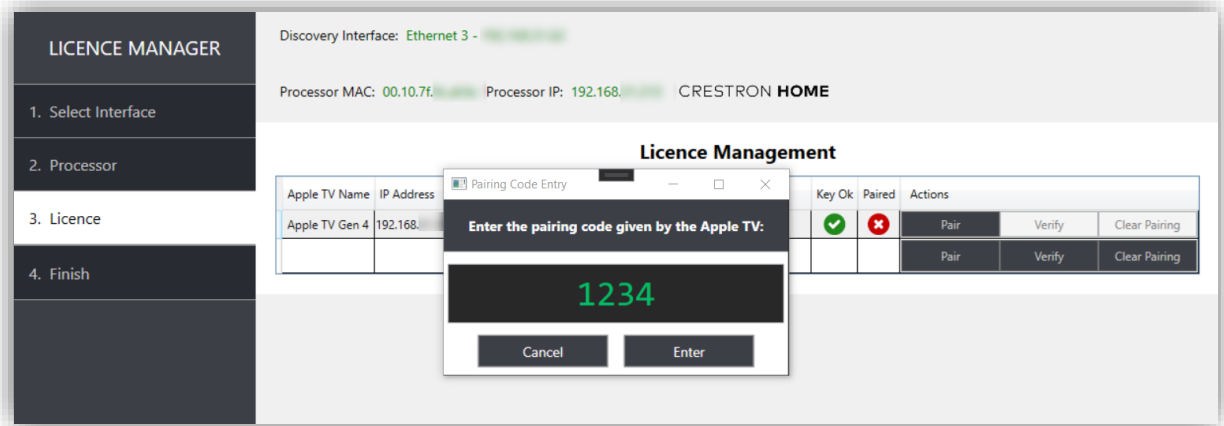 LICENCE MANAGER
1. Select Interface
2. Processor
3. Licence
4. Finish
Discovery Interface: Ethernet 3 -
Processor MAC: 00.10.7f. Processor IP: 192.168. CRESTRON HOME
Licence Management
Apple TV Name IP Address Key Ok Paired Actions
Apple TV Gen 4 192.168. Pair Verify Clear Pairing
Pair Verify Clear Pairing
Pairing Code Entry
Enter the pairing code given by the Apple TV:
1234
Cancel Enter